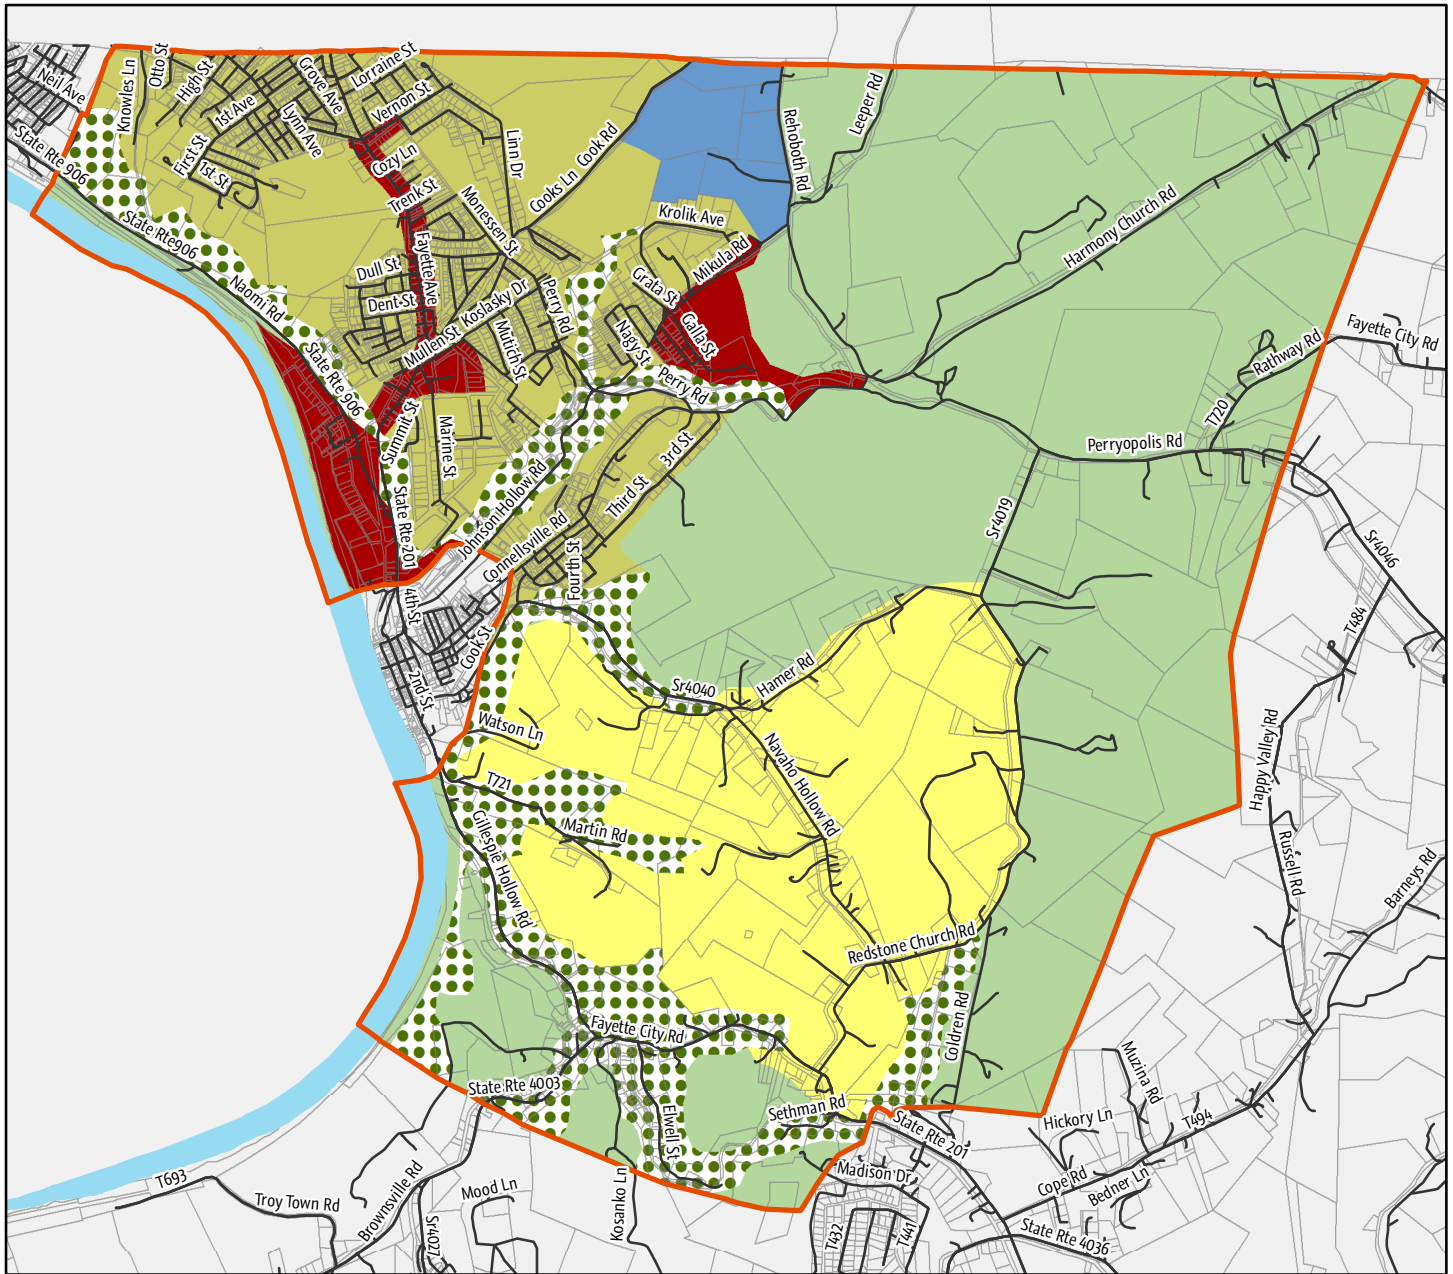 Neil Ave
Knowles Ln
Otto St
High St
Grove Ave
Lorraine St
Vernon St
1st Ave
Lynn Ave
First St
1st St
Cozy Ln
Trenk St
Linn Dr
Cooks Ln
Cook Rd
Rehoboth Rd
Leeper Rd
State Rte 906
State Rte906
Monessen St
Krolik Ave
Mikula Rd
Harmony Church Rd
Naomi Rd
Dull St
Dent St
Fayette Ave
Koslasky Dr
Perry Rd
Grata St
Galla St
Nagy St
Mutich St
Mullen St
State Rte 906
Perry Rd
Rathway Rd
Fayette City Rd
Summit St
Marine St
3rd St
Third St
T720
Perryopolis Rd
State Rte 201
Johnson Hollow Rd
Connellsville Rd
Fourth St
Sr4019
Sr4046
4th St
Cook St
2nd St
T484
Sr4040
Hamer Rd
Watson Ln
Navaho Hollow Rd
Happy Valley Rd
T721
Martin Rd
Gillespie Hollow Rd
Russell Rd
Barneys Rd
Redstone Church Rd
Coldren Rd
Fayette City Rd
State Rte 4003
Elwell St
Sethman Rd
State Rte 201
Muzina Rd
Hickory Ln
T494
T693
Troy Town Rd
Brownsville Rd
Mood Ln
Sr4027
Kosanko Ln
Madison Dr
Cope Rd
Bedner Ln
T432
T441
State Rte 4036